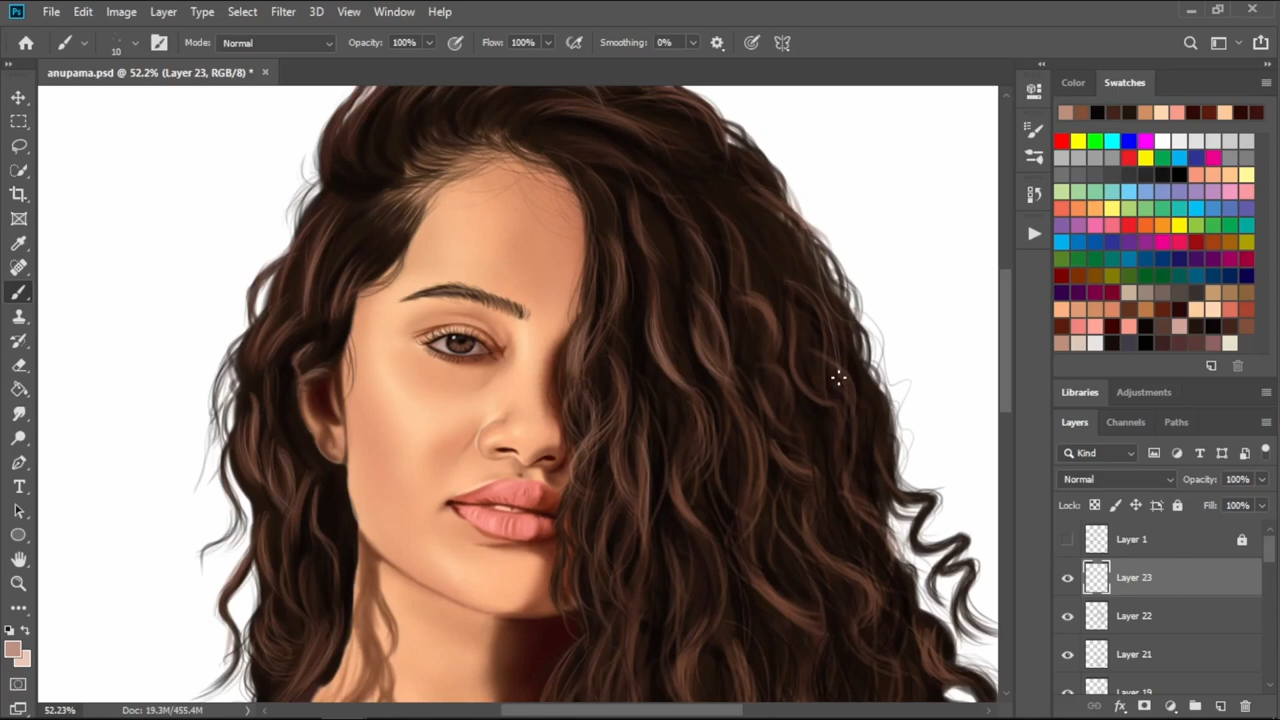 Ps File Edit Image Layer Type Select Filter 3D View Window Help
10 Mode: Normal Opacity: 100% Flow: 100% Smoothing: 0%
anupama.psd @ 52.2% (Layer 23, RGB/8) *
Color Swatches
Libraries Adjustments
Layers Channels Paths
Kind
Normal Opacity: 100%
Lock: Fill: 100%
Layer 1
Layer 23
Layer 22
Layer 21
Layer 19
52.23% Doc: 19.3M/455.4M